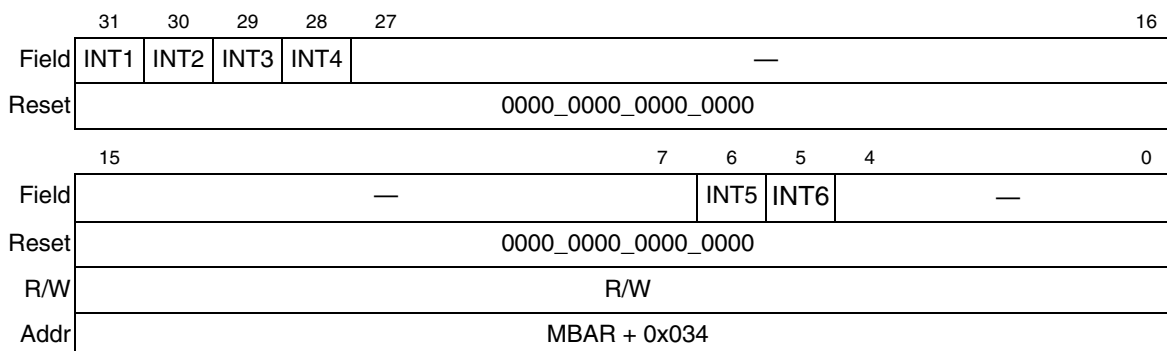 31 30 29 28 27 16
Field INT1 INT2 INT3 INT4 —
Reset 0000_0000_0000_0000
15 7 6 5 4 0
Field — INT5 INT6 —
Reset 0000_0000_0000_0000
R/W R/W
Addr MBAR + 0x034